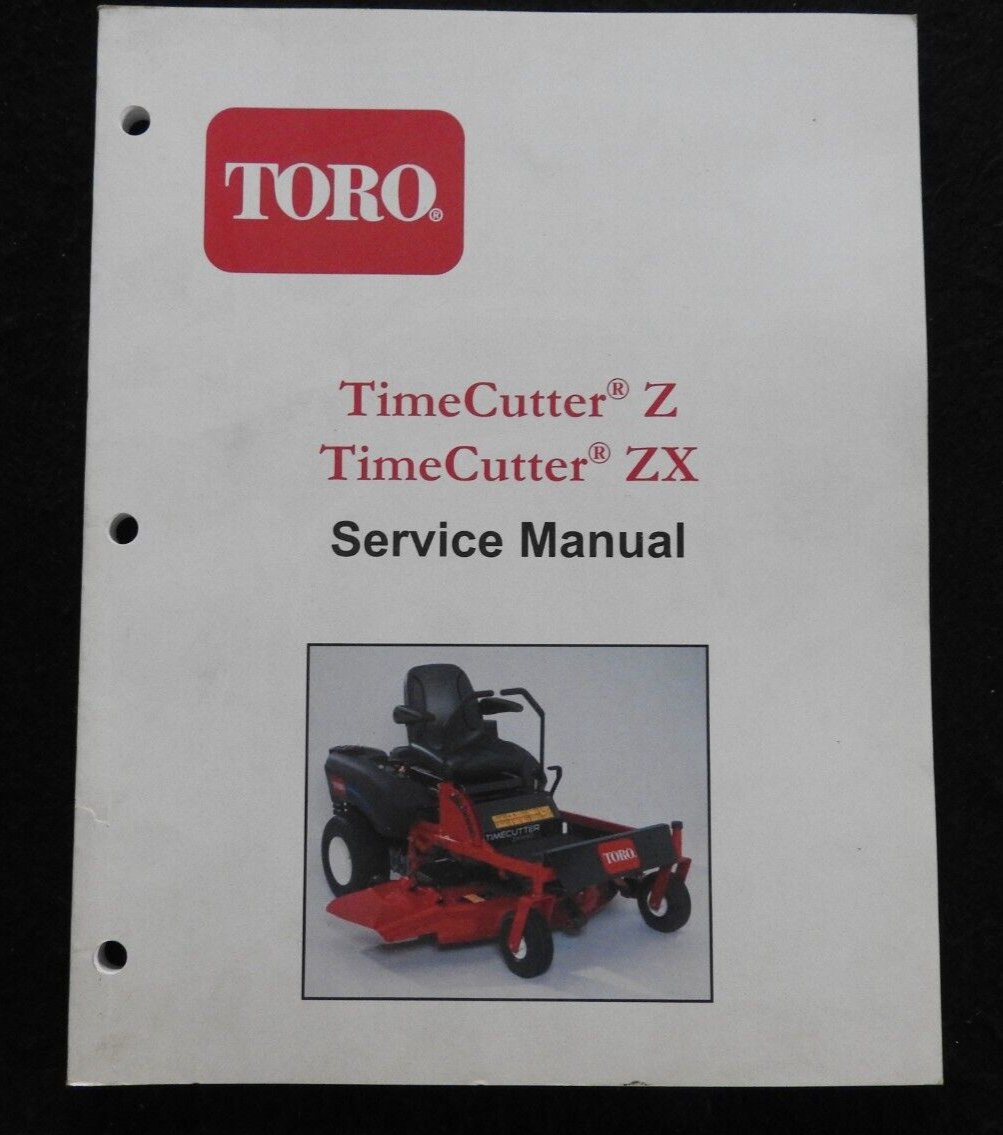 TORO®
TimeCutter® Z
TimeCutter® ZX
Service Manual
TIMECUTTER
TORO